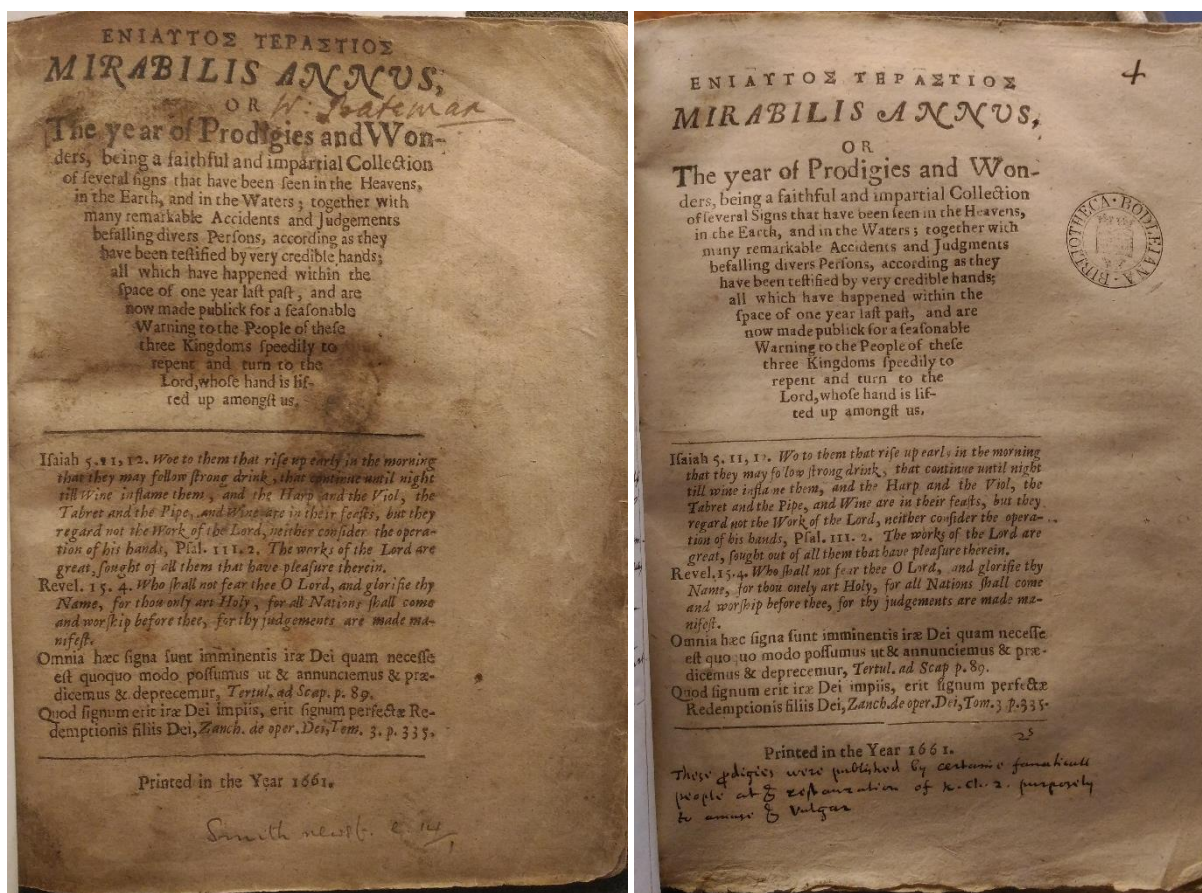 ΕΝΙΑΥΤΟΣ ΤΕΡΑΣΤΙΟΣ
MIRABILIS ANNUS,
OR W: Bateman
The year of Prodigies and Won-
ders, being a faithful and impartial Collection
of several signs that have been seen in the Heavens,
in the Earth, and in the Waters; together with
many remarkable Accidents and Judgements
befalling divers Persons, according as they
have been testified by very credible hands;
all which have happened within the
space of one year last past, and are
now made publick for a seasonable
Warning to the People of these
three Kingdoms speedily to
repent and turn to the
Lord, whose hand is lif-
ted up amongst us.
Isaiah 5. 11, 12. Woe to them that rise up early in the morning
that they may follow strong drink, that continue until night
till Wine inflame them, and the Harp and the Viol, the
Tabret and the Pipe, and Wine are in their feasts, but they
regard not the Work of the Lord, neither consider the opera-
tion of his hands, Psal. 111. 2. The works of the Lord are
great, sought of all them that have pleasure therein.
Revel. 15. 4. Who shall not fear thee O Lord, and glorifie thy
Name, for thou only art Holy, for all Nations shall come
and worship before thee, for thy judgements are made ma-
nifest.
Omnia hæc signa sunt imminentis iræ Dei quam necesse
est quoquo modo possumus ut & annunciemus & præ-
dicemus & deprecemur, Tertul. ad Scap. p. 89.
Quod signum erit iræ Dei impiis, erit signum perfectæ Re-
demptionis filiis Dei, Zanch. de oper. Dei, Tom. 3. p. 335.
Printed in the Year 1661.
Smith newsb.
ΕΝΙΑΥΤΟΣ ΤΕΡΑΣΤΙΟΣ
MIRABILIS ANNUS,
OR
The year of Prodigies and Won-
ders, being a faithful and impartial Collection
of several Signs that have been seen in the Heavens,
in the Earth, and in the Waters; together with
many remarkable Accidents and Judgments
befalling divers Persons, according as they
have been testified by very credible hands;
all which have happened within the
space of one year last past, and are
now made publick for a seasonable
Warning to the People of these
three Kingdoms speedily to
repent and turn to the
Lord, whose hand is lif-
ted up amongst us.
BIBLIOTHECA·BODLEIANA·
Isaiah 5. 11, 12. Wo to them that rise up early in the morning
that they may follow strong drink, that continue until night
till wine inflame them, and the Harp and the Viol, the
Tabret and the Pipe, and Wine are in their feasts, but they
regard not the Work of the Lord, neither consider the opera-
tion of his hands, Psal. 111. 2. The works of the Lord are
great, sought out of all them that have pleasure therein.
Revel. 15. 4. Who shall not fear thee O Lord, and glorifie thy
Name, for thou onely art Holy, for all Nations shall come
and worship before thee, for thy judgements are made ma-
nifest.
Omnia hæc signa sunt imminentis iræ Dei quam necesse
est quoquo modo possumus ut & annunciemus & præ-
dicemus & deprecemur, Tertul. ad Scap p. 89.
Quod signum erit iræ Dei impiis, erit signum perfectæ
Redemptionis filiis Dei, Zanch. de oper. Dei, Tom. 3 p. 335.
Printed in the Year 1661.
These prodigies were published by certaine fanaticall
people at ye restauration of K. Ch. 2. purposely
to amuse ye vulgar